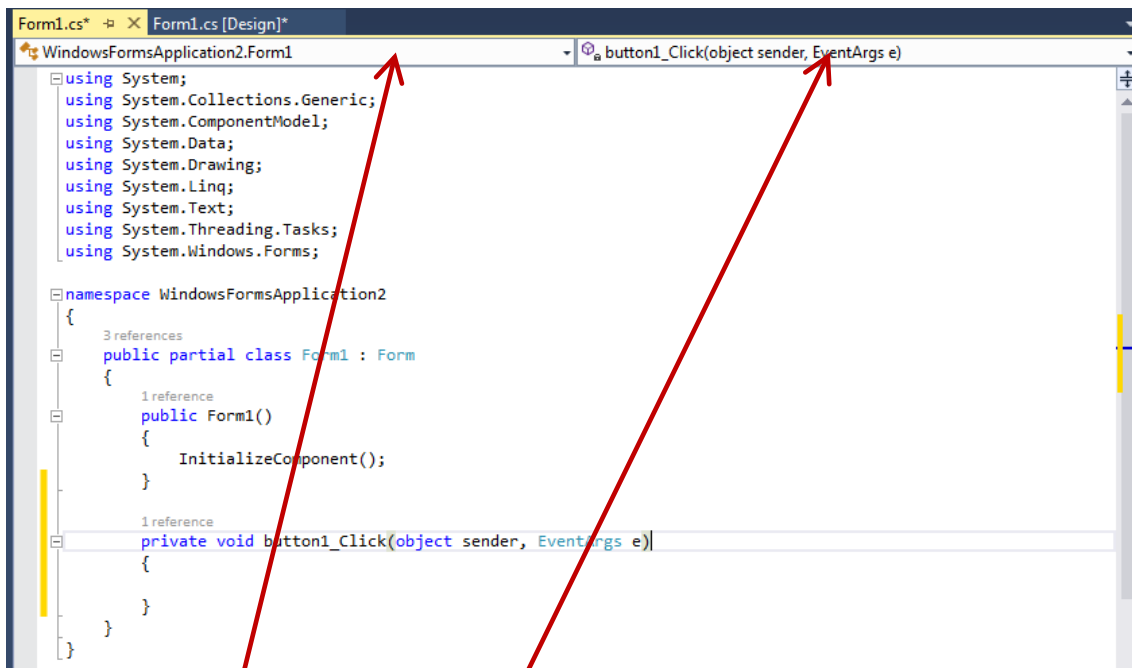 Form1.cs* Form1.cs [Design]*
WindowsFormsApplication2.Form1 button1_Click(object sender, EventArgs e)
using System;
using System.Collections.Generic;
using System.ComponentModel;
using System.Data;
using System.Drawing;
using System.Linq;
using System.Text;
using System.Threading.Tasks;
using System.Windows.Forms;
namespace WindowsFormsApplication2
{
3 references
public partial class Form1 : Form
{
1 reference
public Form1()
{
InitializeComponent();
}
1 reference
private void button1_Click(object sender, EventArgs e)
{
}
}
}